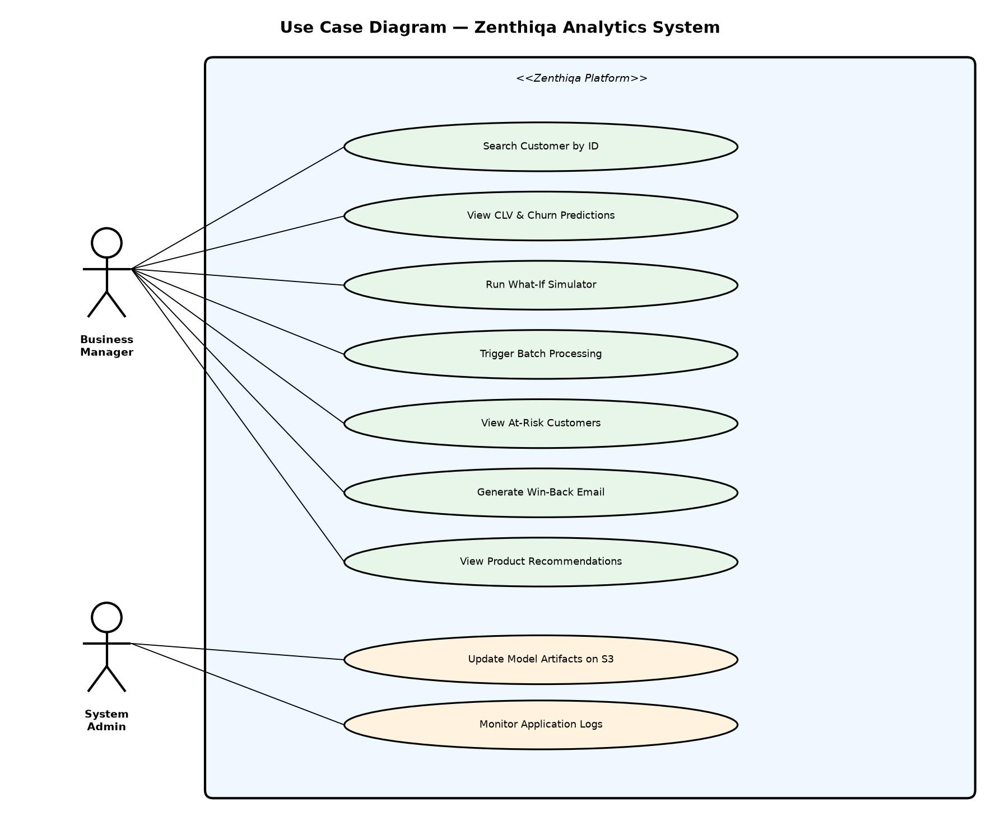 Use Case Diagram — Zenthiqa Analytics System
<<Zenthiqa Platform>>
Search Customer by ID
View CLV & Churn Predictions
Run What-If Simulator
Business
Manager
Trigger Batch Processing
View At-Risk Customers
Generate Win-Back Email
View Product Recommendations
Update Model Artifacts on S3
System
Admin
Monitor Application Logs